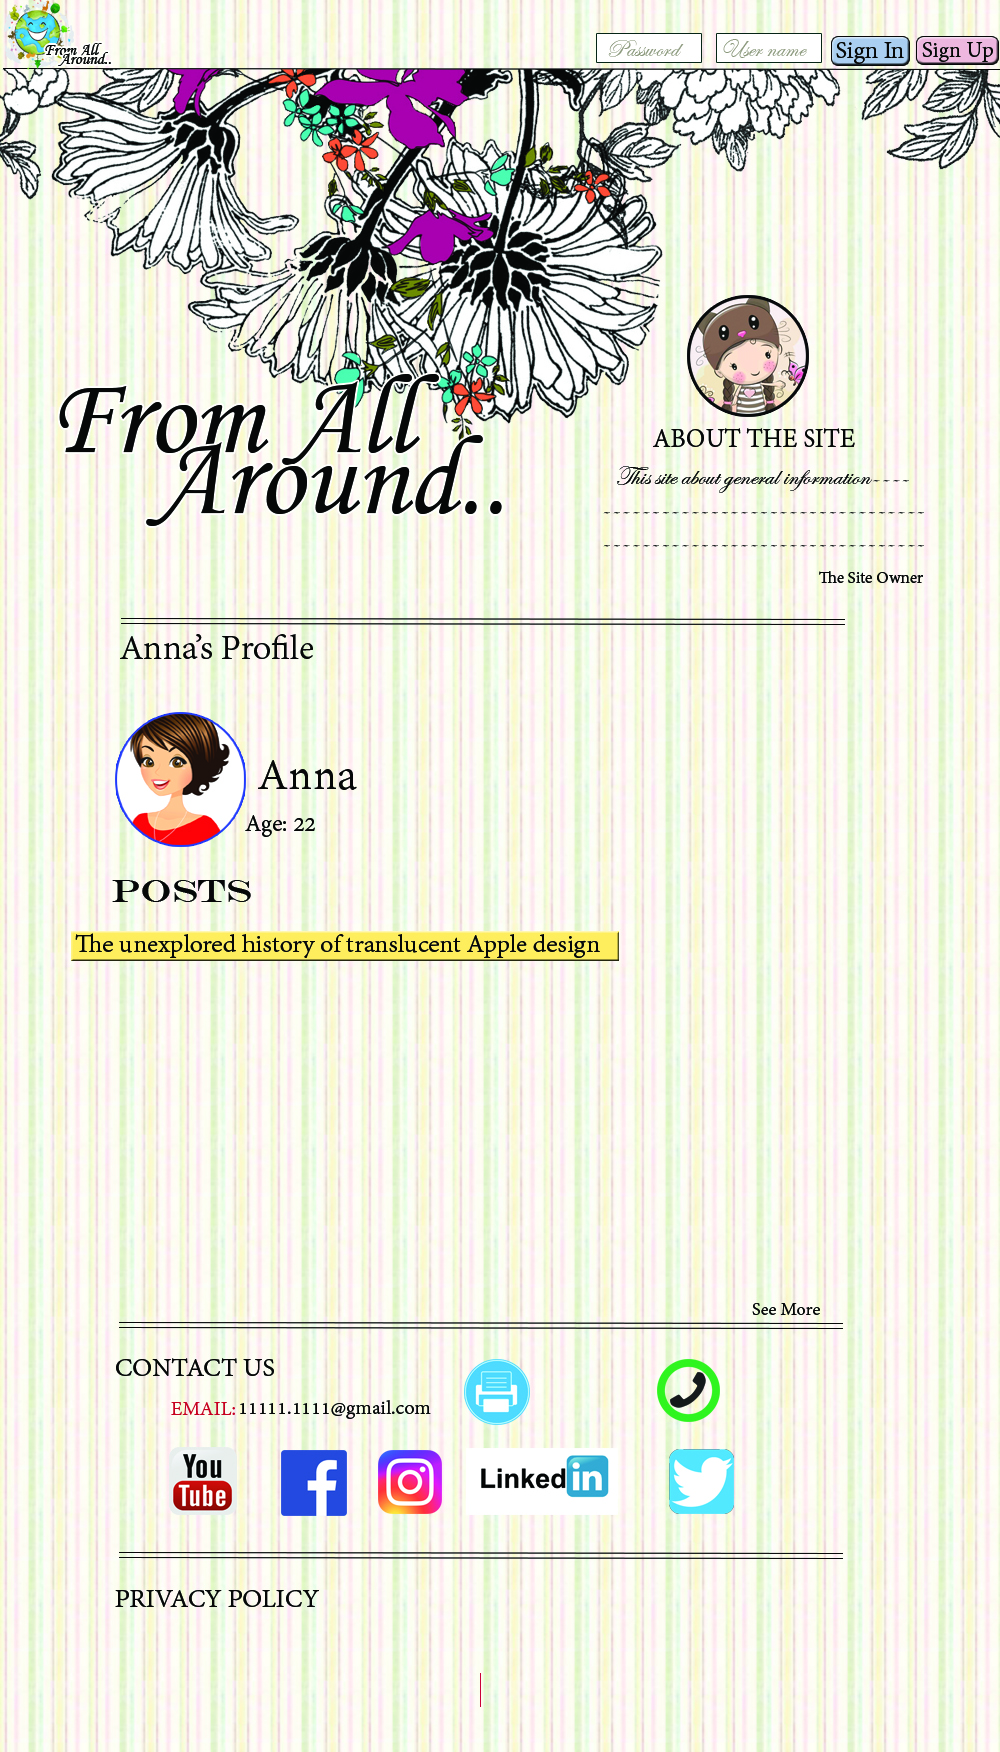 From All
Around..
Password
User name
Sign In
Sign Up
From All
Around..
ABOUT THE SITE
This site about general information----
---------------------------------
---------------------------------
The Site Owner
Anna’s Profile
Anna
Age: 22
POSTS
The unexplored history of translucent Apple design
See More
CONTACT US
EMAIL: 11111.1111@gmail.com
You
Tube
f
Linked in
PRIVACY POLICY